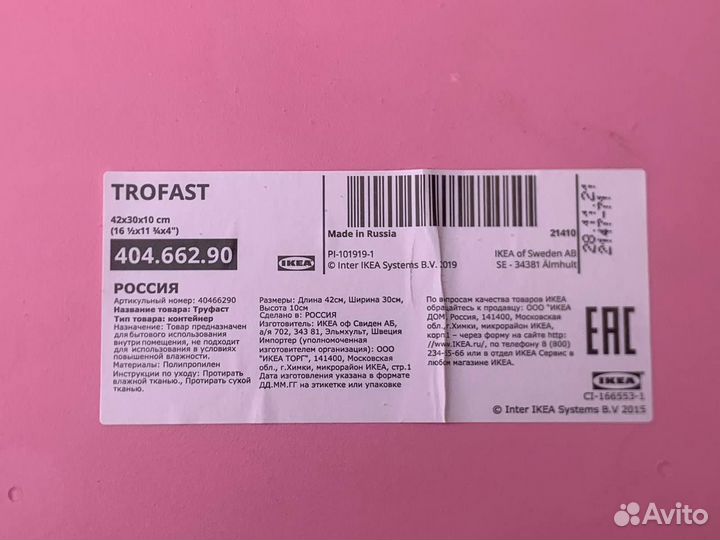 TROFAST
42x30x10 cm
(16 ½x11 ¾x4")
404.662.90
IKEA
Made in Russia
21410
PI-101919-1
© Inter IKEA Systems B.V. 2019
IKEA of Sweden AB
SE - 34381 Älmhult
28.11.21
2147-71
РОССИЯ
Артикульный номер: 40466290
Название товара: Труфаст
Тип товара: контейнер
Назначение: Товар предназначен
для бытового использования
внутри помещения, не подходит
для использования в условиях
повышенной влажности.
Материалы: Полипропилен
Инструкции по уходу: Протирать
влажной тканью., Протирать сухой
тканью.
Размеры: Длина 42см, Ширина 30см,
Высота 10см
Сделано в: РОССИЯ
Изготовитель: ИКЕА оф Свиден АБ,
а/я 702, 343 81, Эльмхульт, Швеция
Импортер (уполномоченная
изготовителем организация): ООО
"ИКЕА ТОРГ", 141400, Московская
обл., г.Химки, микрорайон ИКЕА, стр.1
Дата изготовления указана в формате
ДД.ММ.ГГ на этикетке или упаковке
По вопросам качества товаров ИКЕА
обращайтесь к продавцу: ООО "ИКЕА
ДОМ", Россия, 141400, Московская
обл., г.Химки, микрорайон ИКЕА,
корп.1 – через форму на сайте http://
www.IKEA.ru/, по телефону 8 (800)
234-55-66 или в отделе ИКЕА Сервис в
любом магазине ИКЕА.
EAC
IKEA
CI-166553-1
© Inter IKEA Systems B.V 2015
Avito